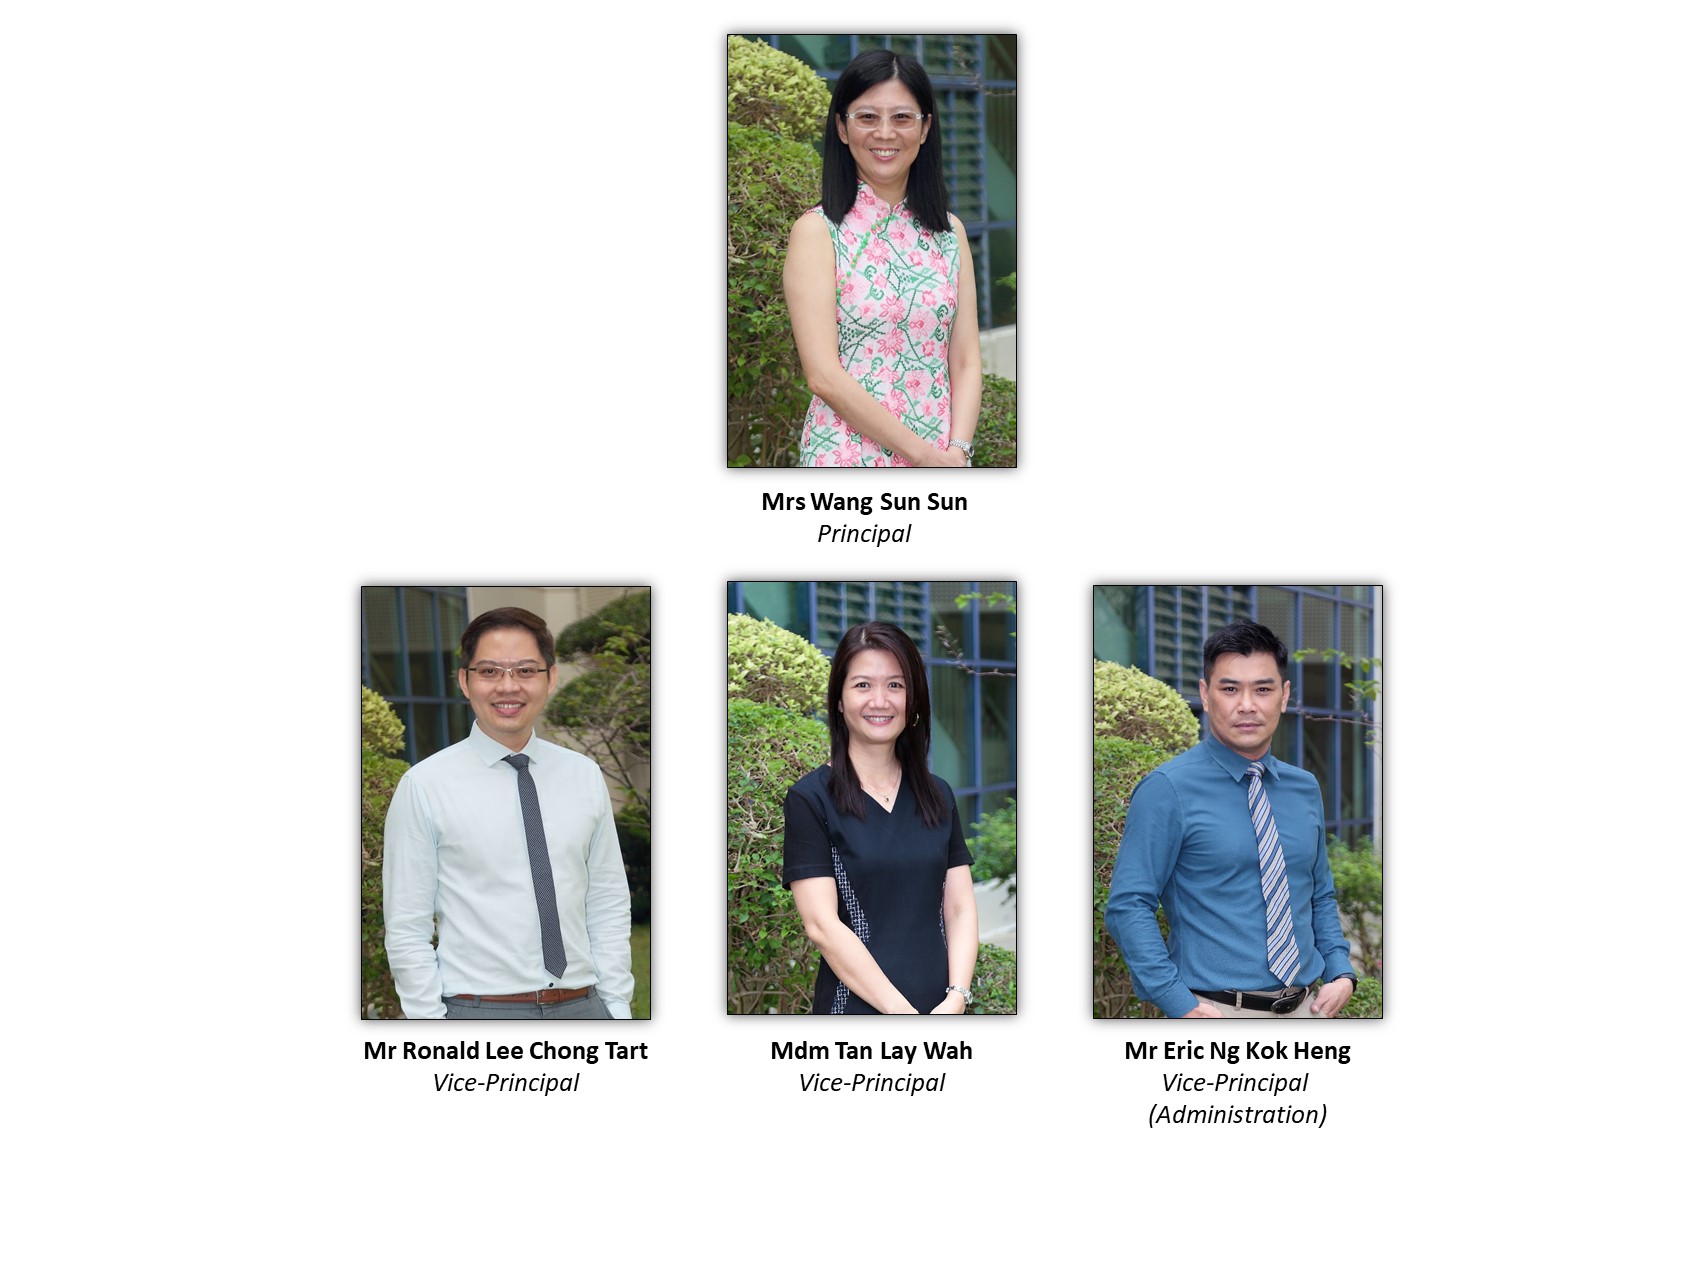 Mrs Wang Sun Sun
Principal
Mr Ronald Lee Chong Tart
Vice-Principal
Mdm Tan Lay Wah
Vice-Principal
Mr Eric Ng Kok Heng
Vice-Principal
(Administration)